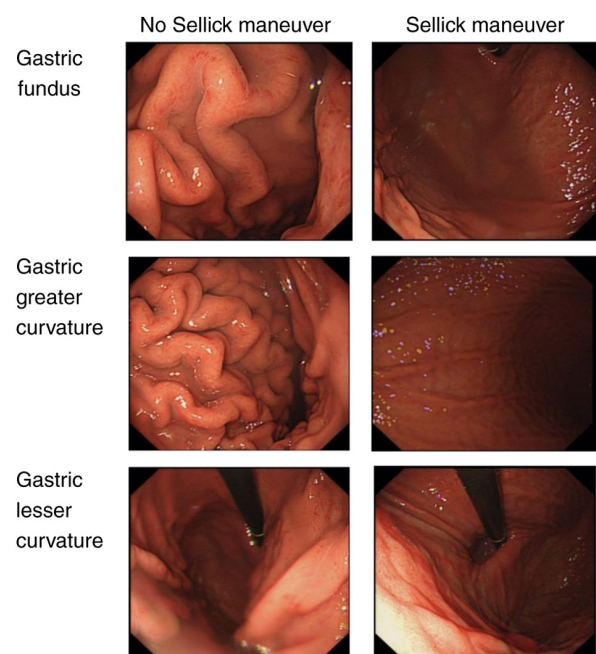 No Sellick maneuver
Sellick maneuver
Gastric
fundus
Gastric
greater
curvature
Gastric
lesser
curvature